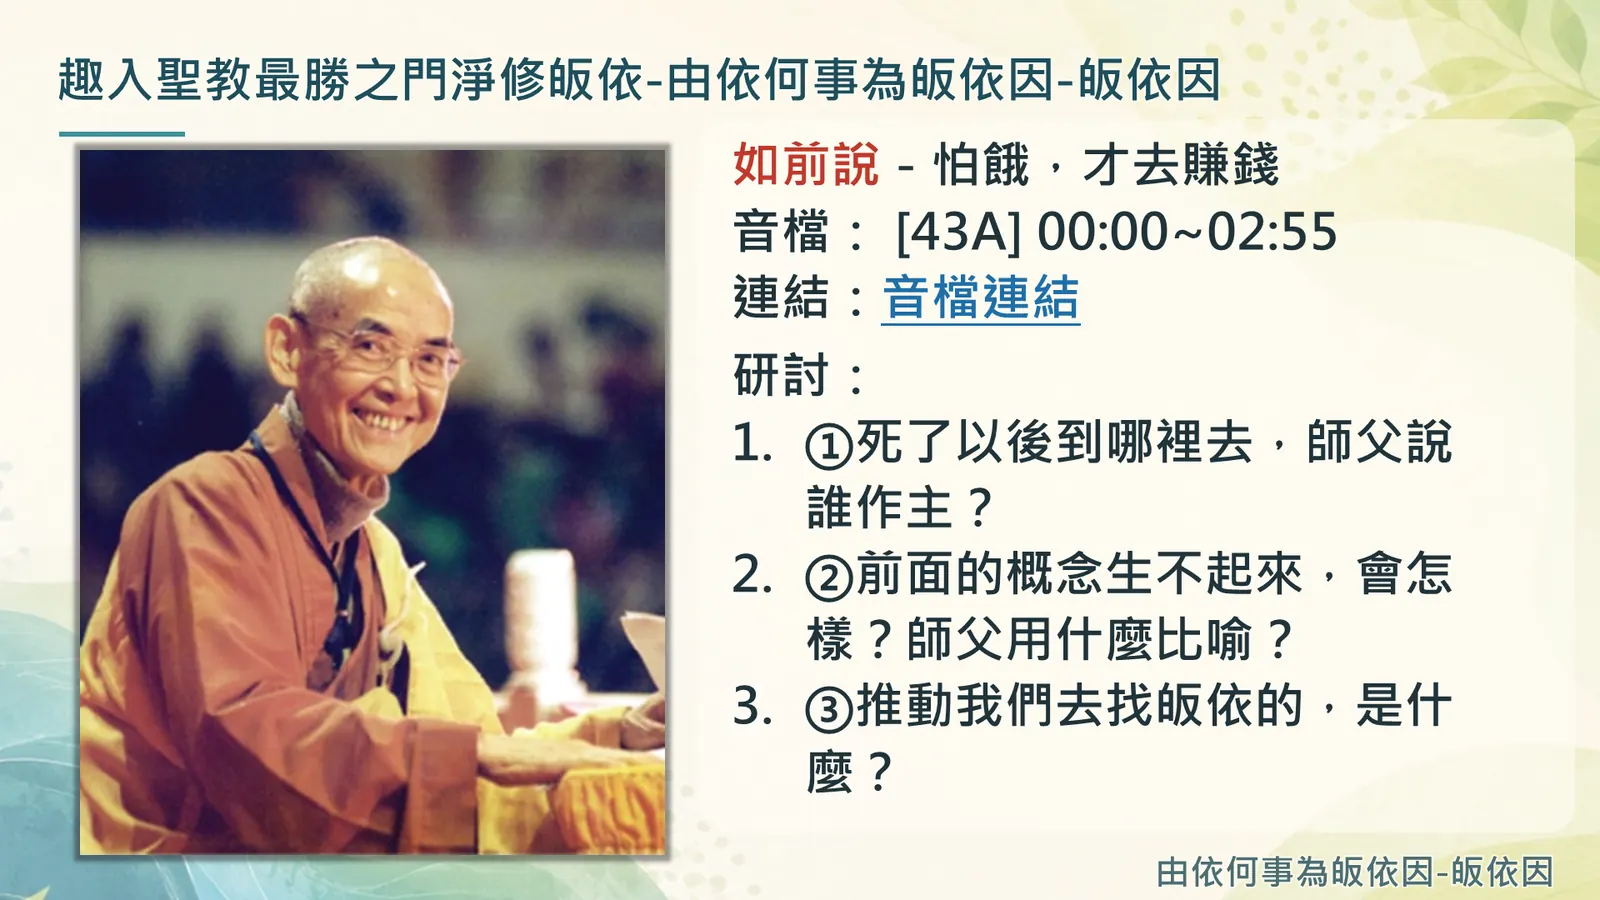 趣入聖教最勝之門淨修皈依-由依何事為皈依因-皈依因
如前說 - 怕餓，才去賺錢
音檔： [43A] 00:00~02:55
連結：音檔連結
研討：
1. ①死了以後到哪裡去，師父說
誰作主？
2. ②前面的概念生不起來，會怎
樣？師父用什麼比喻？
3. ③推動我們去找皈依的，是什
麼？
由依何事為皈依因-皈依因